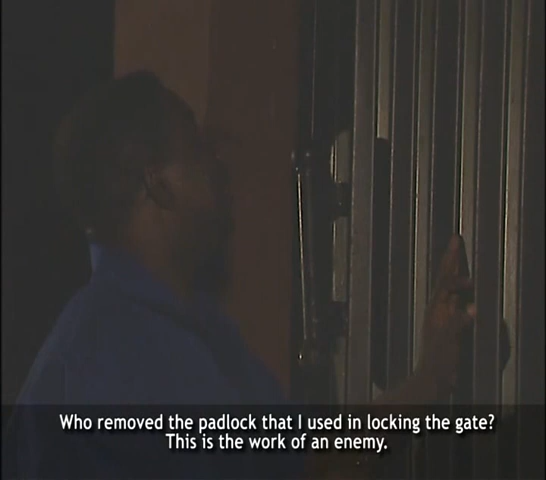 Who removed the padlock that I used in locking the gate?
This is the work of an enemy.